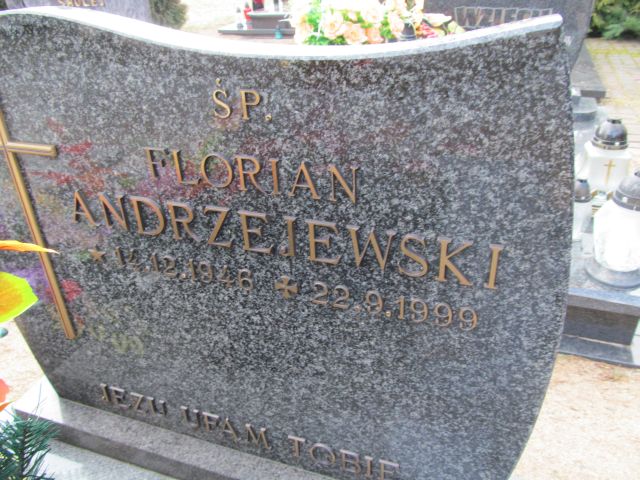 ŚP.
FLORIAN
ANDRZEJEWSKI
14.12.1946 22.9.1999
JEZU UFAM TOBIE